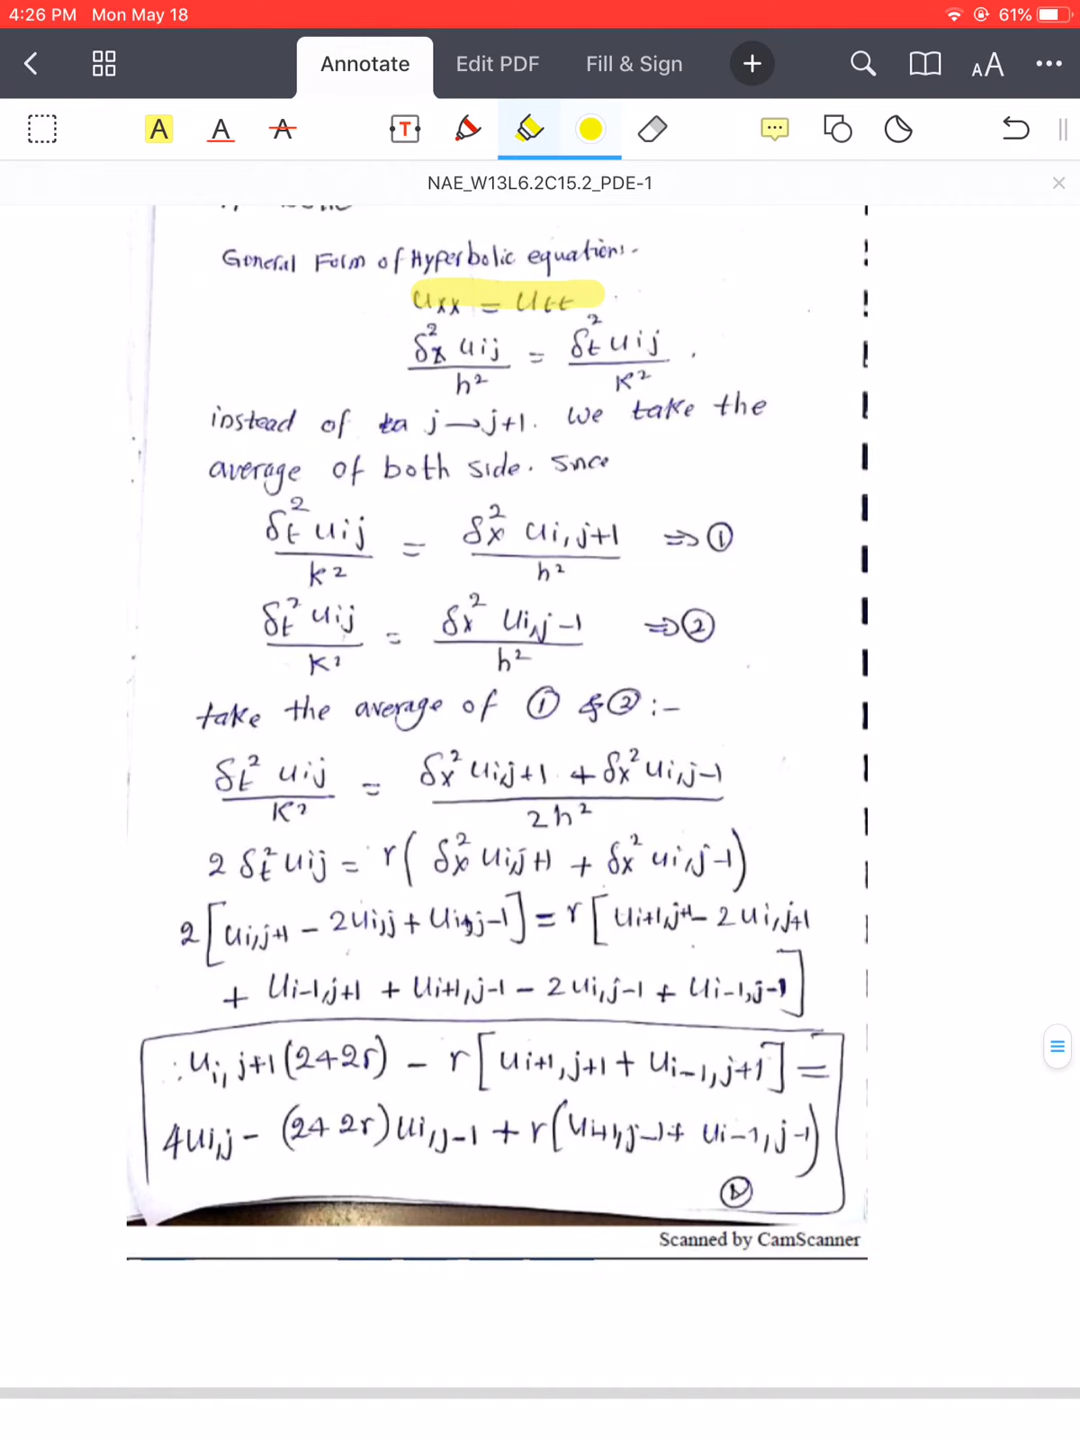 4:26 PM Mon May 18 61%
Annotate Edit PDF Fill & Sign
NAE_W13L6.2C15.2_PDE-1
General Form of Hyperbolic equation:-
uxx = utt
δx² uij / h² = δt² uij / k² .
instead of j→j+1. we take the
average of both side. Snce
δt² uij / k² = δx² ui,j+1 / h² ⇒ ①
δt² uij / k² = δx² ui,j-1 / h² ⇒ ②
take the average of ① & ② :-
δt² uij / k² = δx² ui,j+1 + δx² ui,j-1 / 2h²
2 δt² uij = r( δx² ui,j+1 + δx² ui,j-1)
2[ui,j+1 - 2ui,j + ui,j-1] = r[ui+1,j+1 - 2ui,j+1
+ ui-1,j+1 + ui+1,j-1 - 2ui,j-1 + ui-1,j-1]
∴ ui,j+1(2+2r) - r[ui+1,j+1 + ui-1,j+1] =
4ui,j - (2+2r)ui,j-1 + r(ui+1,j-1 + ui-1,j-1)
Scanned by CamScanner